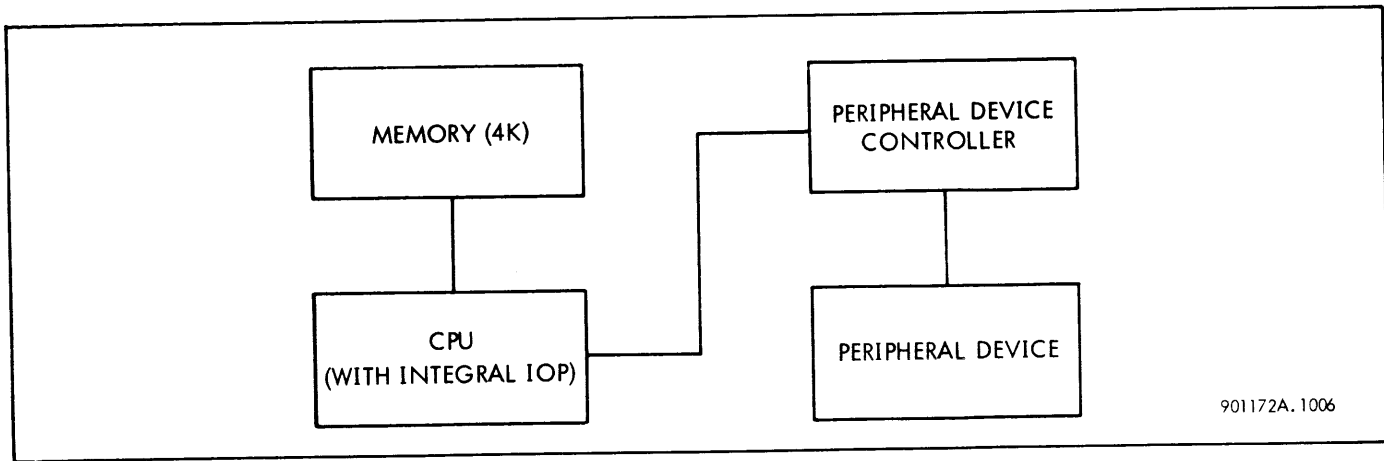 MEMORY (4K)
CPU
(WITH INTEGRAL IOP)
PERIPHERAL DEVICE
CONTROLLER
PERIPHERAL DEVICE
901172A.1006